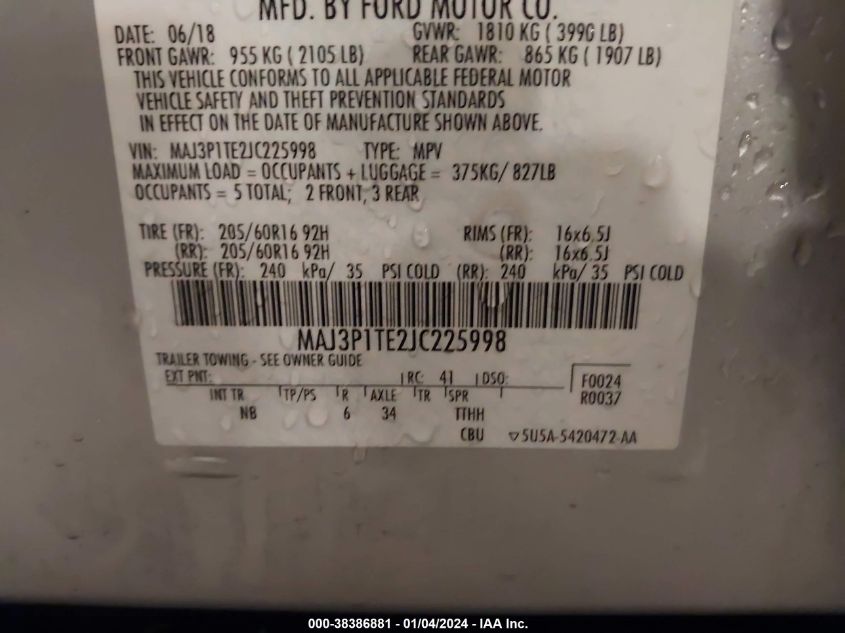 MFD. BY FORD MOTOR CO.
DATE: 06/18 GVWR: 1810 KG ( 3990 LB)
FRONT GAWR: 955 KG ( 2105 LB) REAR GAWR: 865 KG ( 1907 LB)
THIS VEHICLE CONFORMS TO ALL APPLICABLE FEDERAL MOTOR
VEHICLE SAFETY AND THEFT PREVENTION STANDARDS
IN EFFECT ON THE DATE OF MANUFACTURE SHOWN ABOVE.
VIN: MAJ3P1TE2JC225998 TYPE: MPV
MAXIMUM LOAD = OCCUPANTS + LUGGAGE = 375KG/ 827LB
OCCUPANTS = 5 TOTAL; 2 FRONT, 3 REAR
TIRE (FR): 205/60R16 92H RIMS (FR): 16x6.5J
(RR): 205/60R16 92H (RR): 16x6.5J
PRESSURE (FR): 240 kPa/ 35 PSI COLD (RR): 240 kPa/ 35 PSI COLD
MAJ3P1TE2JC225998
TRAILER TOWING - SEE OWNER GUIDE
EXT PNT: RC: 41 DSO: F0024
R0037
INT TR TP/PS R AXLE TR SPR
NB 6 34 TTHH
CBU 5U5A-5420472-AA
000-38386881 - 01/04/2024 - IAA Inc.